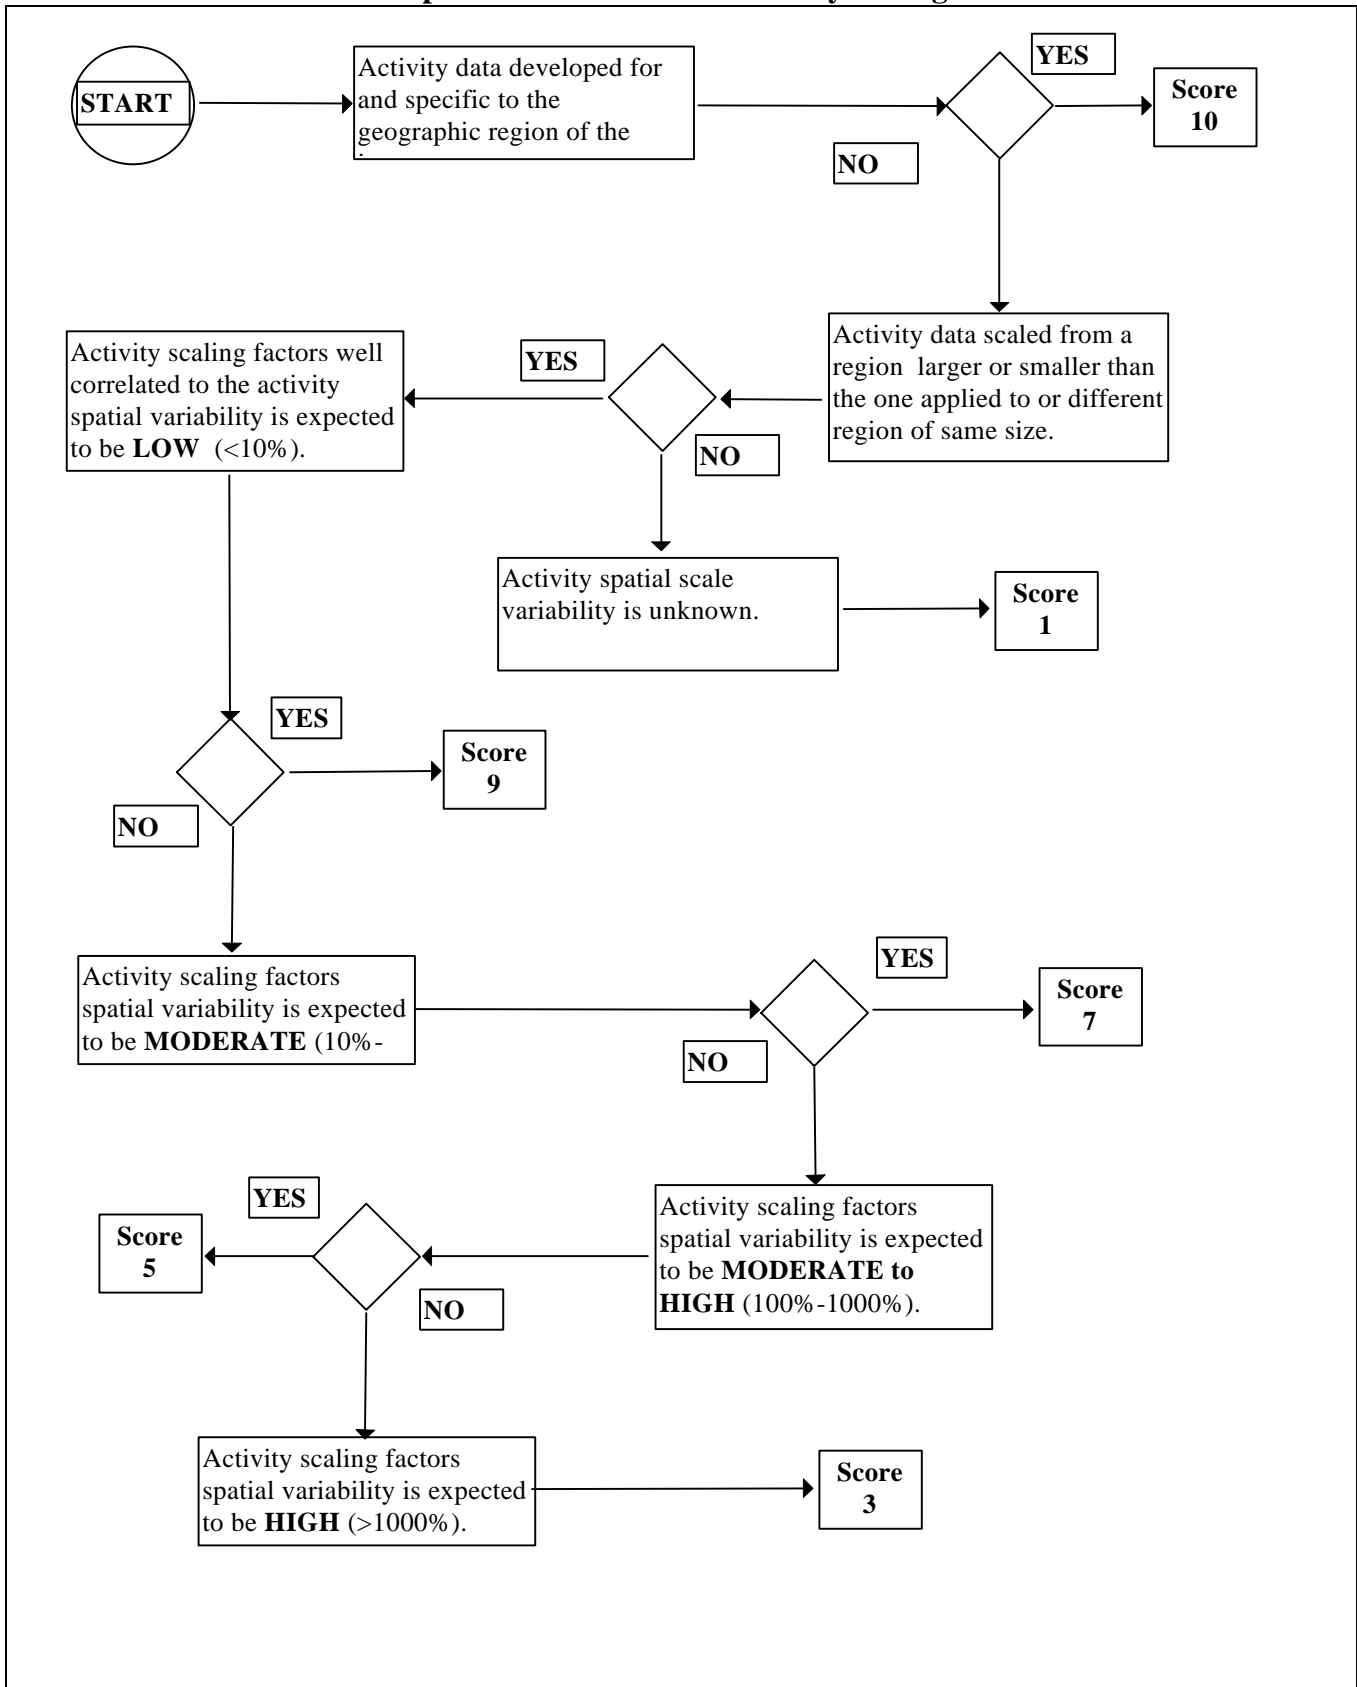 START
Activity data developed for
and specific to the
geographic region of the
YES
Score
10
NO
Activity data scaled from a
region larger or smaller than
the one applied to or different
region of same size.
YES
NO
Activity scaling factors well
correlated to the activity
spatial variability is expected
to be LOW (<10%).
Activity spatial scale
variability is unknown.
Score
1
YES
Score
9
NO
Activity scaling factors
spatial variability is expected
to be MODERATE (10%-
YES
Score
7
NO
Activity scaling factors
spatial variability is expected
to be MODERATE to
HIGH (100%-1000%).
YES
Score
5
NO
Activity scaling factors
spatial variability is expected
to be HIGH (>1000%).
Score
3